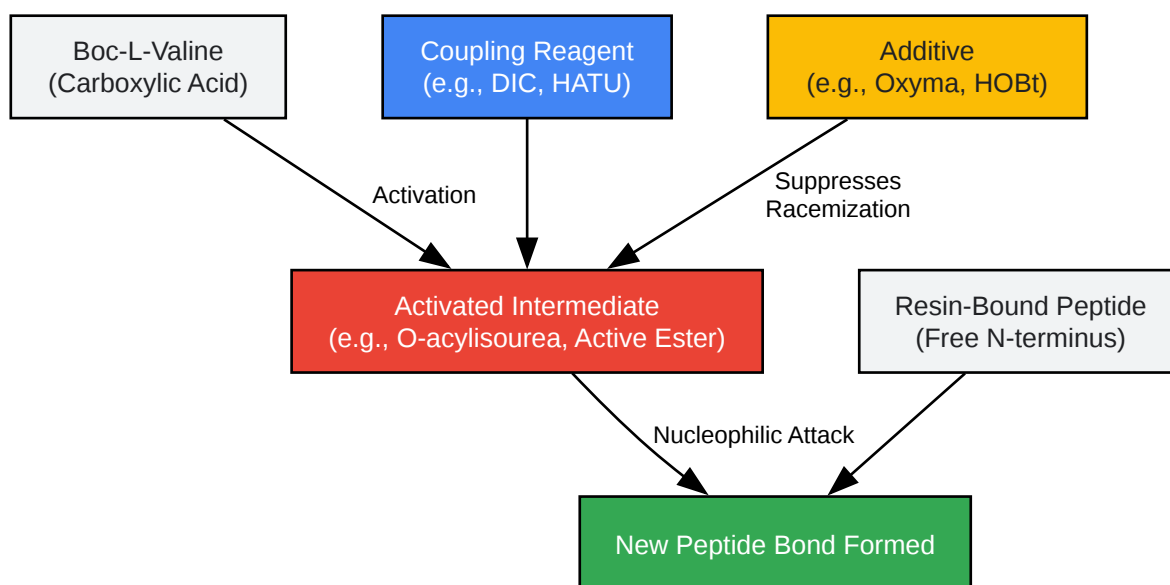 Boc-L-Valine
(Carboxylic Acid)
Coupling Reagent
(e.g., DIC, HATU)
Additive
(e.g., Oxyma, HOBt)
Activation
Suppresses
Racemization
Activated Intermediate
(e.g., O-acylisourea, Active Ester)
Resin-Bound Peptide
(Free N-terminus)
Nucleophilic Attack
New Peptide Bond Formed